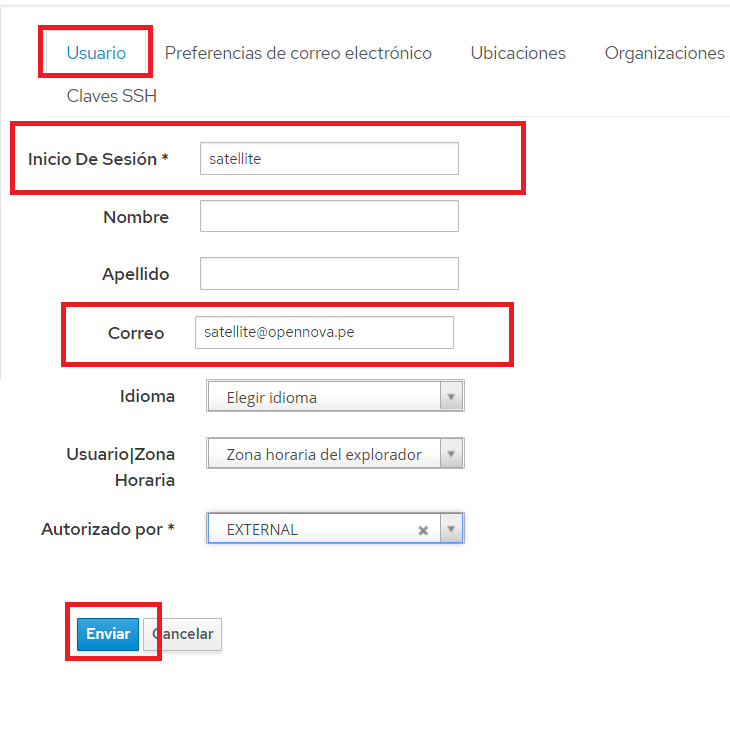 Usuario Preferencias de correo electrónico Ubicaciones Organizaciones
Claves SSH
Inicio De Sesión * satellite
Nombre
Apellido
Correo satellite@opennova.pe
Idioma Elegir idioma
Usuario|Zona Zona horaria del explorador
Horaria
Autorizado por * EXTERNAL
Enviar Cancelar